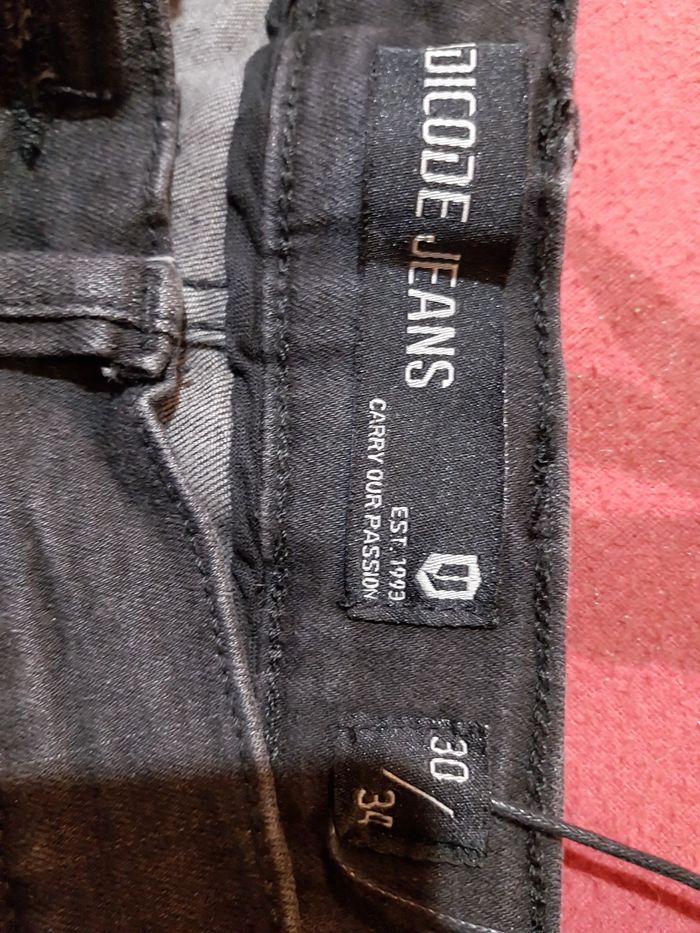 DICODE JEANS
EST. 1993
CARRY OUR PASSION
30 / 34